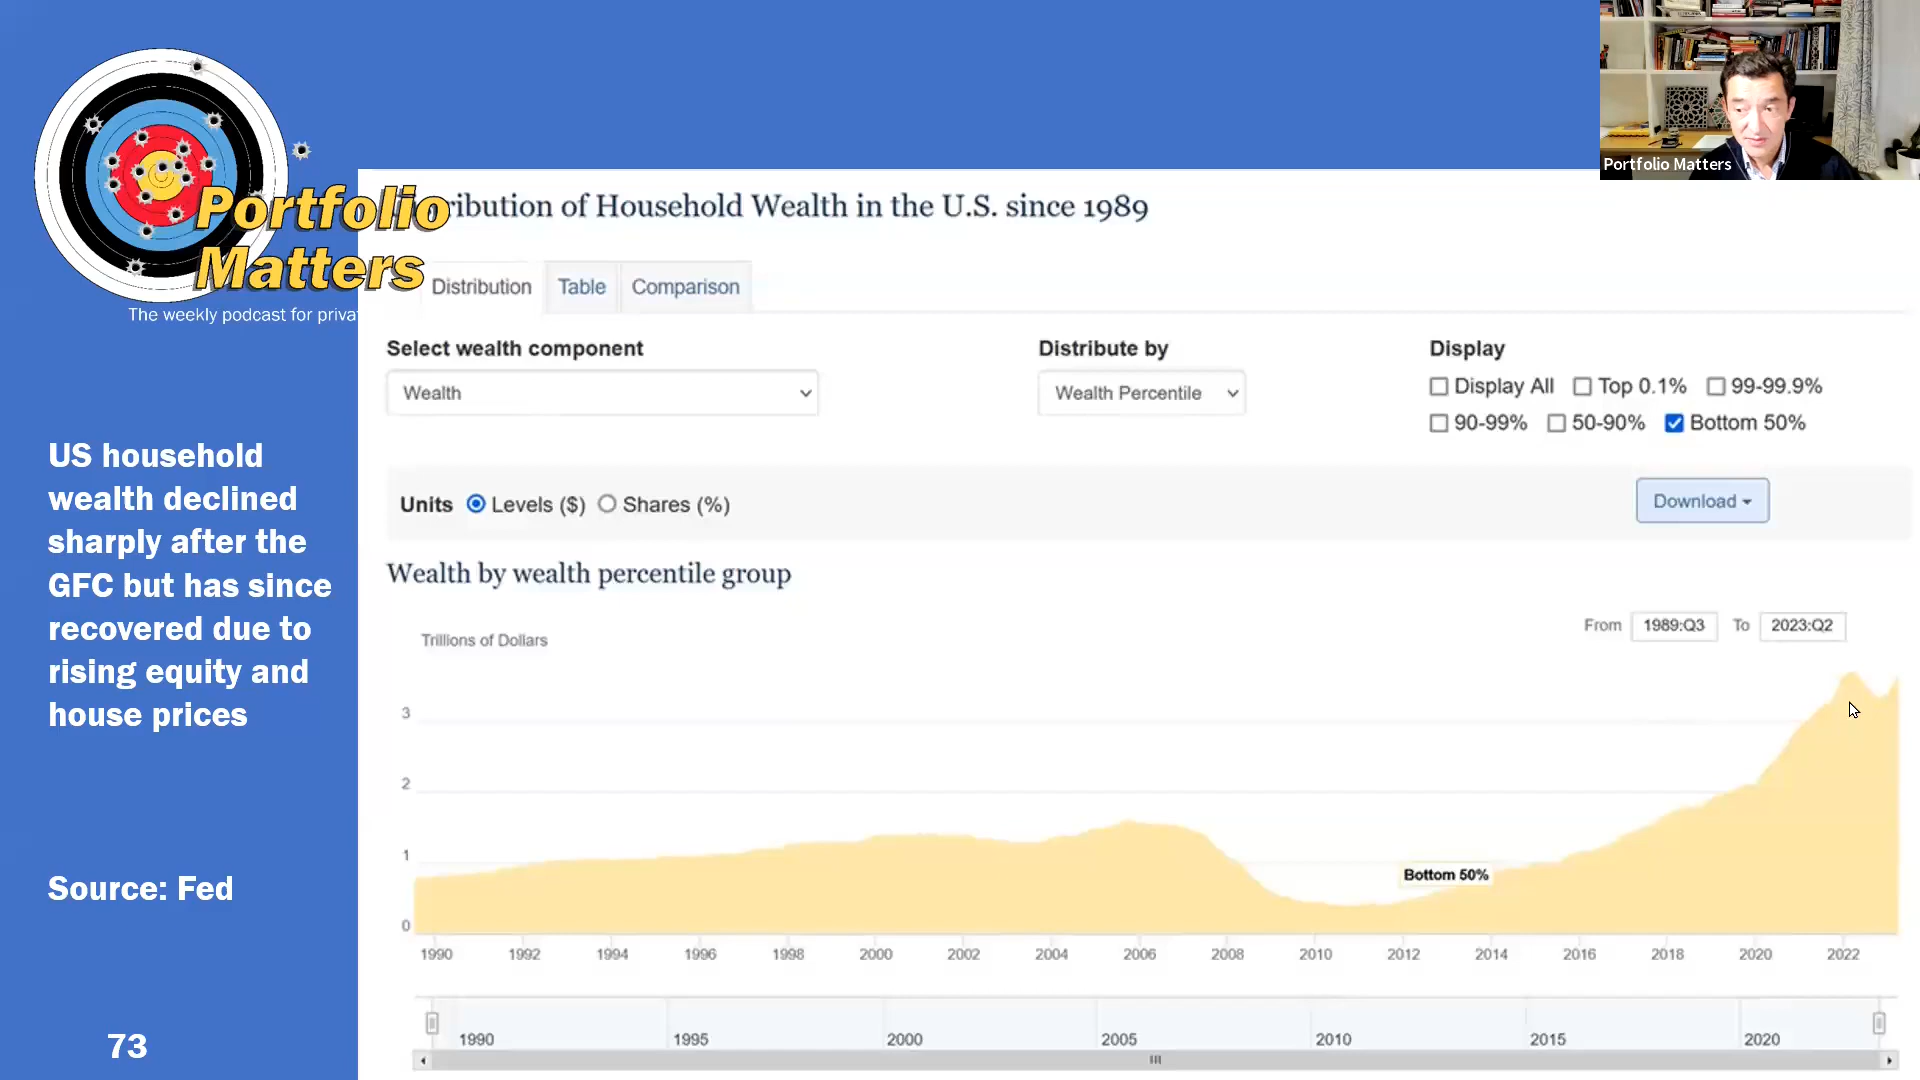 Portfolio
Matters
The weekly podcast for
Portfolio Matters
ribution of Household Wealth in the U.S. since 1989
Distribution
Table
Comparison
Select wealth component
Wealth
Distribute by
Wealth Percentile
Display
Display All
Top 0.1%
99-99.9%
90-99%
50-90%
Bottom 50%
Units
Levels ($)
Shares (%)
Download
US household
wealth declined
sharply after the
GFC but has since
recovered due to
rising equity and
house prices
Source: Fed
73
Wealth by wealth percentile group
Trillions of Dollars
From 1989:Q3 To 2023:Q2
3
2
1
0
Bottom 50%
1990 1992 1994 1996 1998 2000 2002 2004 2006 2008 2010 2012 2014 2016 2018 2020 2022
1990 1995 2000 2005 2010 2015 2020